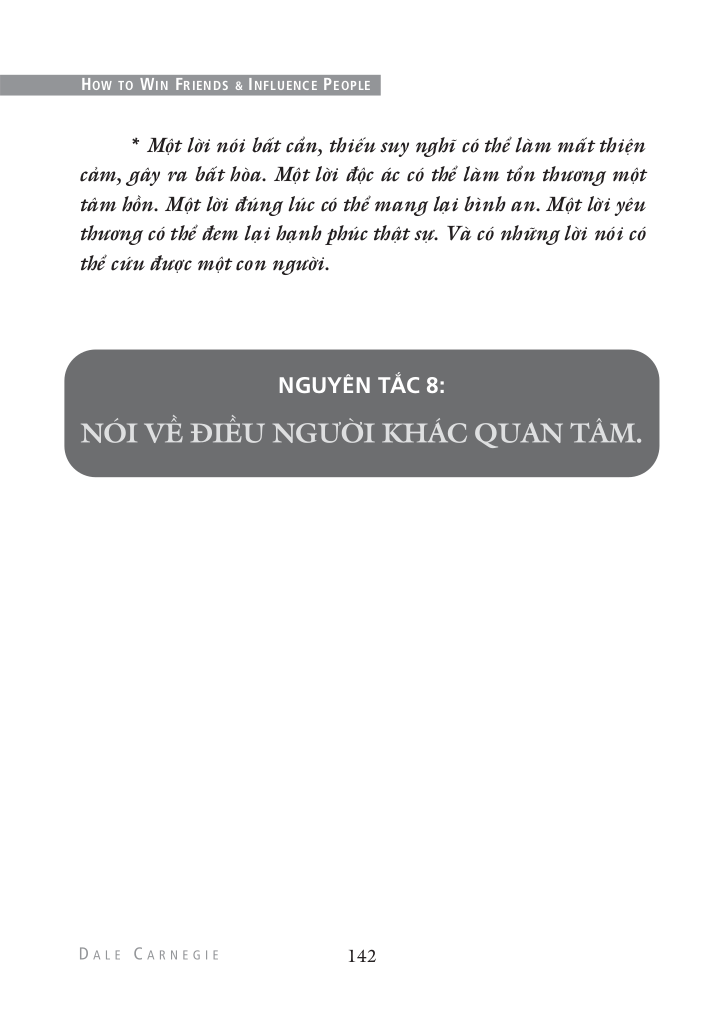 HOW TO WIN FRIENDS & INFLUENCE PEOPLE
* Một lời nói bất cẩn, thiếu suy nghĩ có thể làm mất thiện
cảm, gây ra bất hòa. Một lời độc ác có thể làm tổn thương một
tâm hồn. Một lời đúng lúc có thể mang lại bình an. Một lời yêu
thương có thể đem lại hạnh phúc thật sự. Và có những lời nói có
thể cứu được một con người.
NGUYÊN TẮC 8:
NÓI VỀ ĐIỀU NGƯỜI KHÁC QUAN TÂM.
DALE CARNEGIE 142